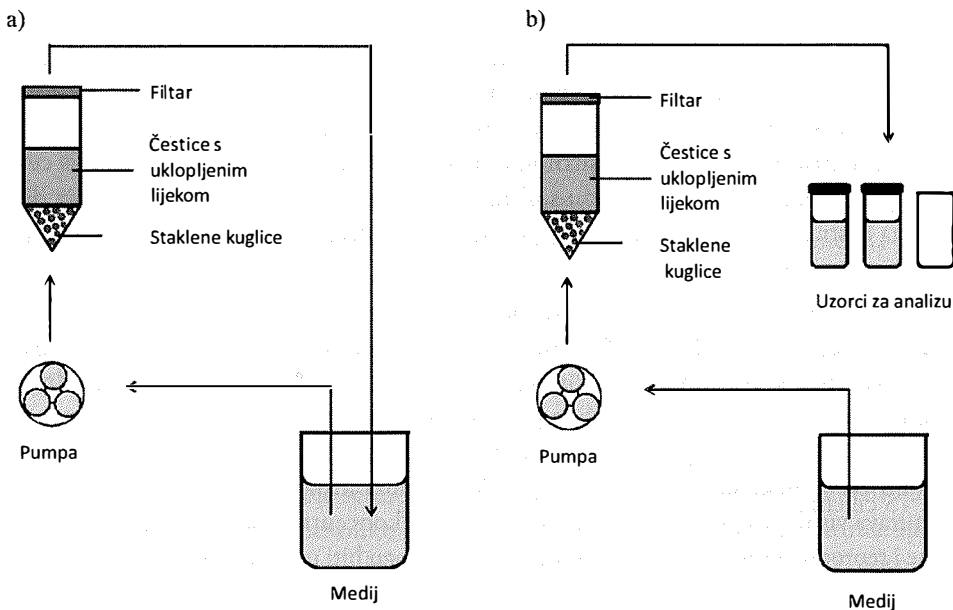 a)
Filtar
Čestice s
uklopljenim
lijekom
Staklene kuglice
Pumpa
Medij
b)
Filtar
Čestice s
uklopljenim
lijekom
Staklene
kuglice
Uzorci za analizu
Pumpa
Medij